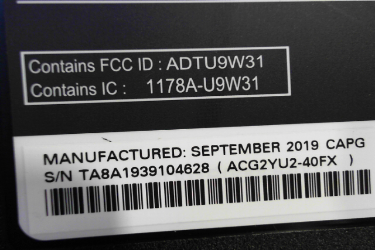 Contains FCC ID : ADTU9W31
Contains IC : 1178A-U9W31
MANUFACTURED: SEPTEMBER 2019 CAPG
S/N TA8A1939104628 ( ACG2YU2-40FX )